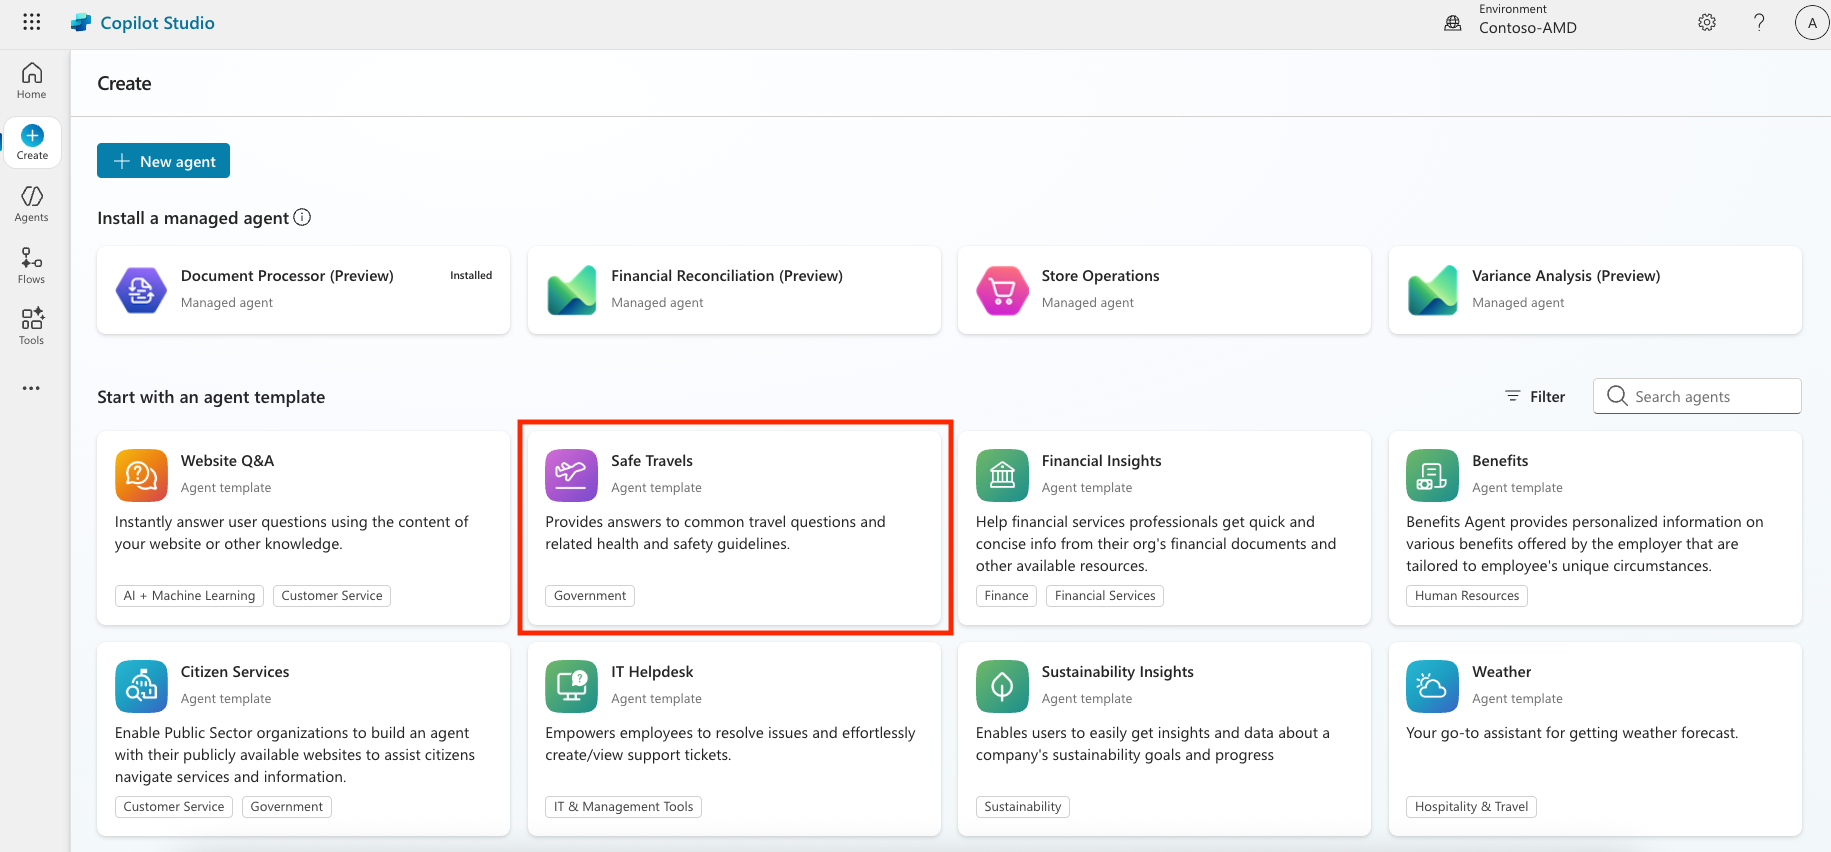 Copilot Studio
Environment
Contoso-AMD
A
Home
Create
Agents
Flows
Tools
Create
New agent
Install a managed agent
Document Processor (Preview)
Installed
Managed agent
Financial Reconciliation (Preview)
Managed agent
Store Operations
Managed agent
Variance Analysis (Preview)
Managed agent
Start with an agent template
Filter
Search agents
Website Q&A
Agent template
Instantly answer user questions using the content of
your website or other knowledge.
AI + Machine Learning
Customer Service
Safe Travels
Agent template
Provides answers to common travel questions and
related health and safety guidelines.
Government
Financial Insights
Agent template
Help financial services professionals get quick and
concise info from their org's financial documents and
other available resources.
Finance
Financial Services
Benefits
Agent template
Benefits Agent provides personalized information on
various benefits offered by the employer that are
tailored to employee's unique circumstances.
Human Resources
Citizen Services
Agent template
Enable Public Sector organizations to build an agent
with their publicly available websites to assist citizens
navigate services and information.
Customer Service
Government
IT Helpdesk
Agent template
Empowers employees to resolve issues and effortlessly
create/view support tickets.
IT & Management Tools
Sustainability Insights
Agent template
Enables users to easily get insights and data about a
company's sustainability goals and progress
Sustainability
Weather
Agent template
Your go-to assistant for getting weather forecast.
Hospitality & Travel